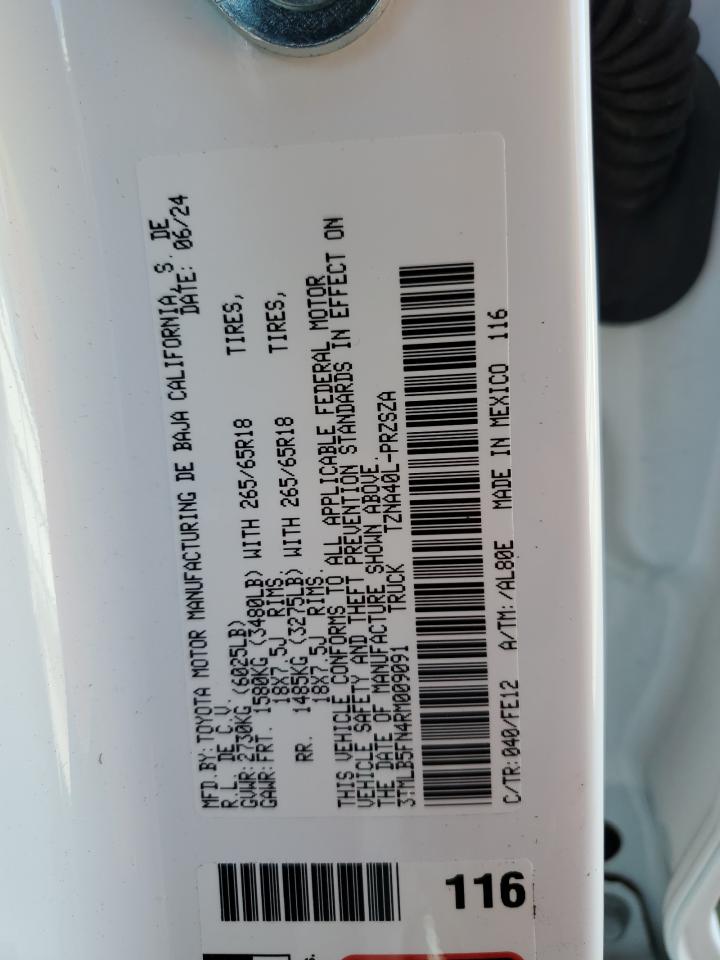 MFD.BY:TOYOTA MOTOR MANUFACTURING DE BAJA CALIFORNIA, S. DE
R.L. DE C.V. DATE: 06/24
GVWR:2730KG (6025LB)
GAWR:FRT. 1580KG (3480LB) WITH 265/65R18 TIRES,
18X7.5J RIMS.
RR. 1485KG (3275LB) WITH 265/65R18 TIRES,
18X7.5J RIMS.
THIS VEHICLE CONFORMS TO ALL APPLICABLE FEDERAL MOTOR
VEHICLE SAFETY AND THEFT PREVENTION STANDARDS IN EFFECT ON
THE DATE OF MANUFACTURE SHOWN ABOVE.
3TMLB5FN4RM009091 TRUCK TZNA40L-PRZSZA
C/TR:040/FE12 A/TM:/AL80E MADE IN MEXICO 116
116